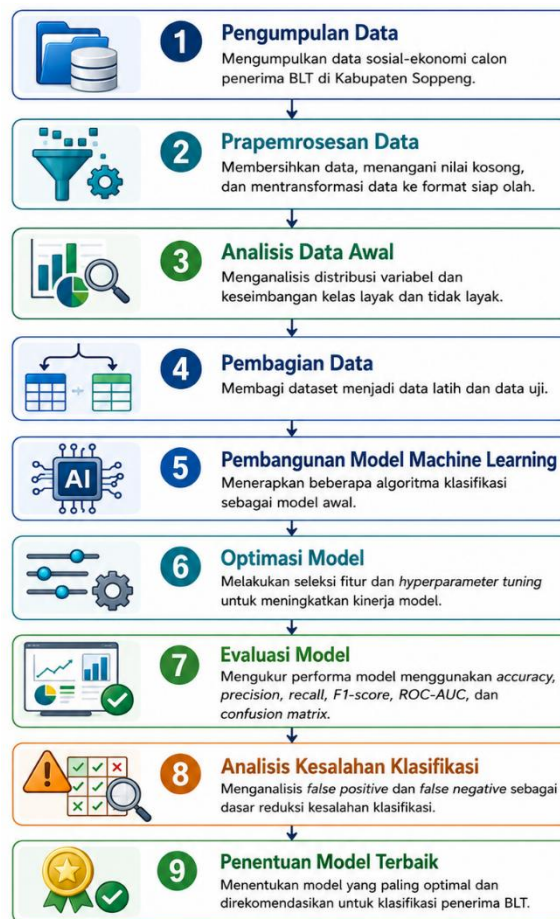 1
Pengumpulan Data
Mengumpulkan data sosial-ekonomi calon
penerima BLT di Kabupaten Soppeng.
2
Prapemrosesan Data
Membersihkan data, menangani nilai kosong,
dan mentransformasi data ke format siap olah.
3
Analisis Data Awal
Menganalisis distribusi variabel dan
keseimbangan kelas layak dan tidak layak.
4
Pembagian Data
Membagi dataset menjadi data latih dan data uji.
AI
5
Pembangunan Model Machine Learning
Menerapkan beberapa algoritma klasifikasi
sebagai model awal.
6
Optimasi Model
Melakukan seleksi fitur dan hyperparameter tuning
untuk meningkatkan kinerja model.
7
Evaluasi Model
Mengukur performa model menggunakan accuracy,
precision, recall, F1-score, ROC-AUC, dan
confusion matrix.
8
Analisis Kesalahan Klasifikasi
Menganalisis false positive dan false negative sebagai
dasar reduksi kesalahan klasifikasi.
9
Penentuan Model Terbaik
Menentukan model yang paling optimal dan
direkomendasikan untuk klasifikasi penerima BLT.